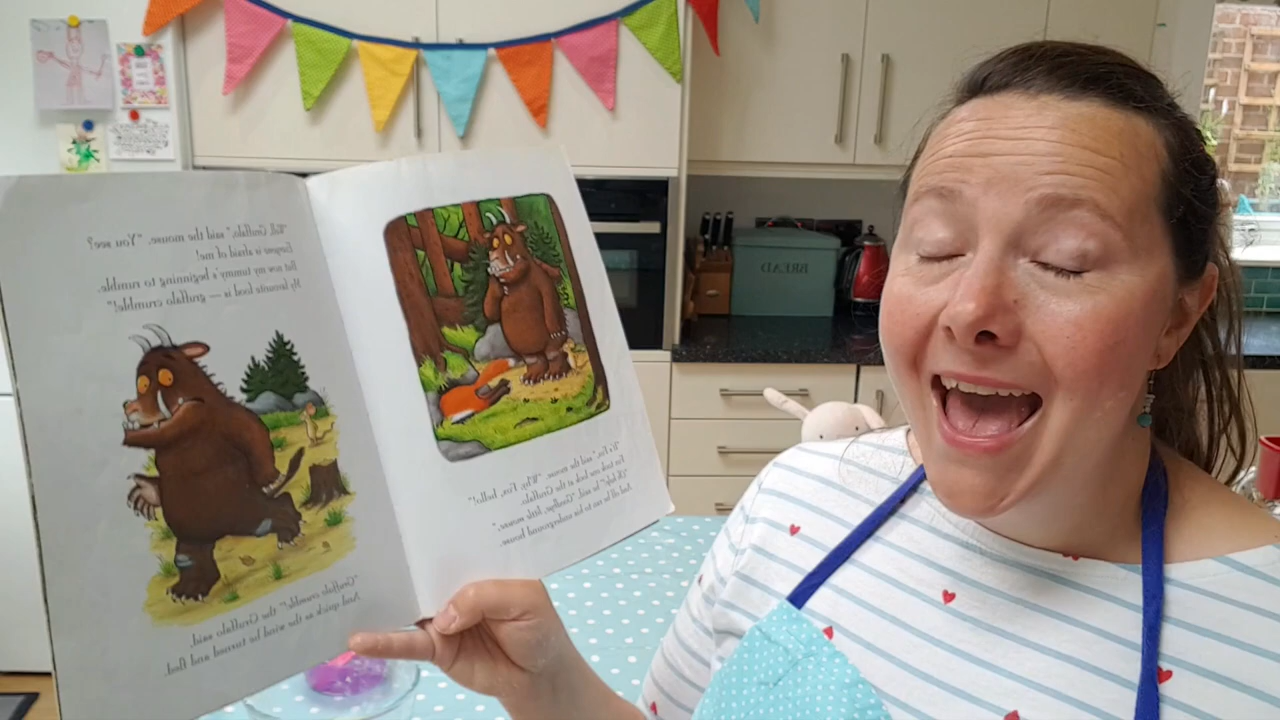 "It's Fox," said the mouse. "Why, Fox, hello!"
Fox took one look at the Gruffalo.
"Oh help!" he said, "Goodbye, little mouse,"
And off he ran to his underground house.
"Well, Gruffalo," said the mouse. "You see?
Everyone is afraid of me!
But now my tummy's beginning to rumble.
My favourite food is – gruffalo crumble!"
"Gruffalo crumble!" the Gruffalo said,
And quick as the wind he turned and fled.
BREAD